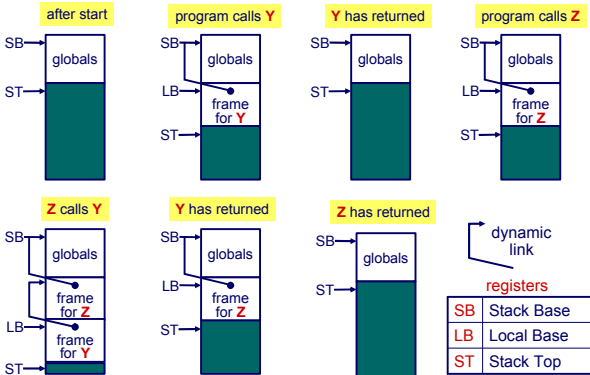 after start
SB
globals
ST
program calls Y
SB
globals
LB
frame
for Y
ST
Y has returned
SB
globals
ST
program calls Z
SB
globals
LB
frame
for Z
ST
Z calls Y
SB
globals
frame
for Z
LB
frame
for Y
ST
Y has returned
SB
globals
LB
frame
for Z
ST
Z has returned
SB
globals
ST
dynamic
link
registers
SB Stack Base
LB Local Base
ST Stack Top